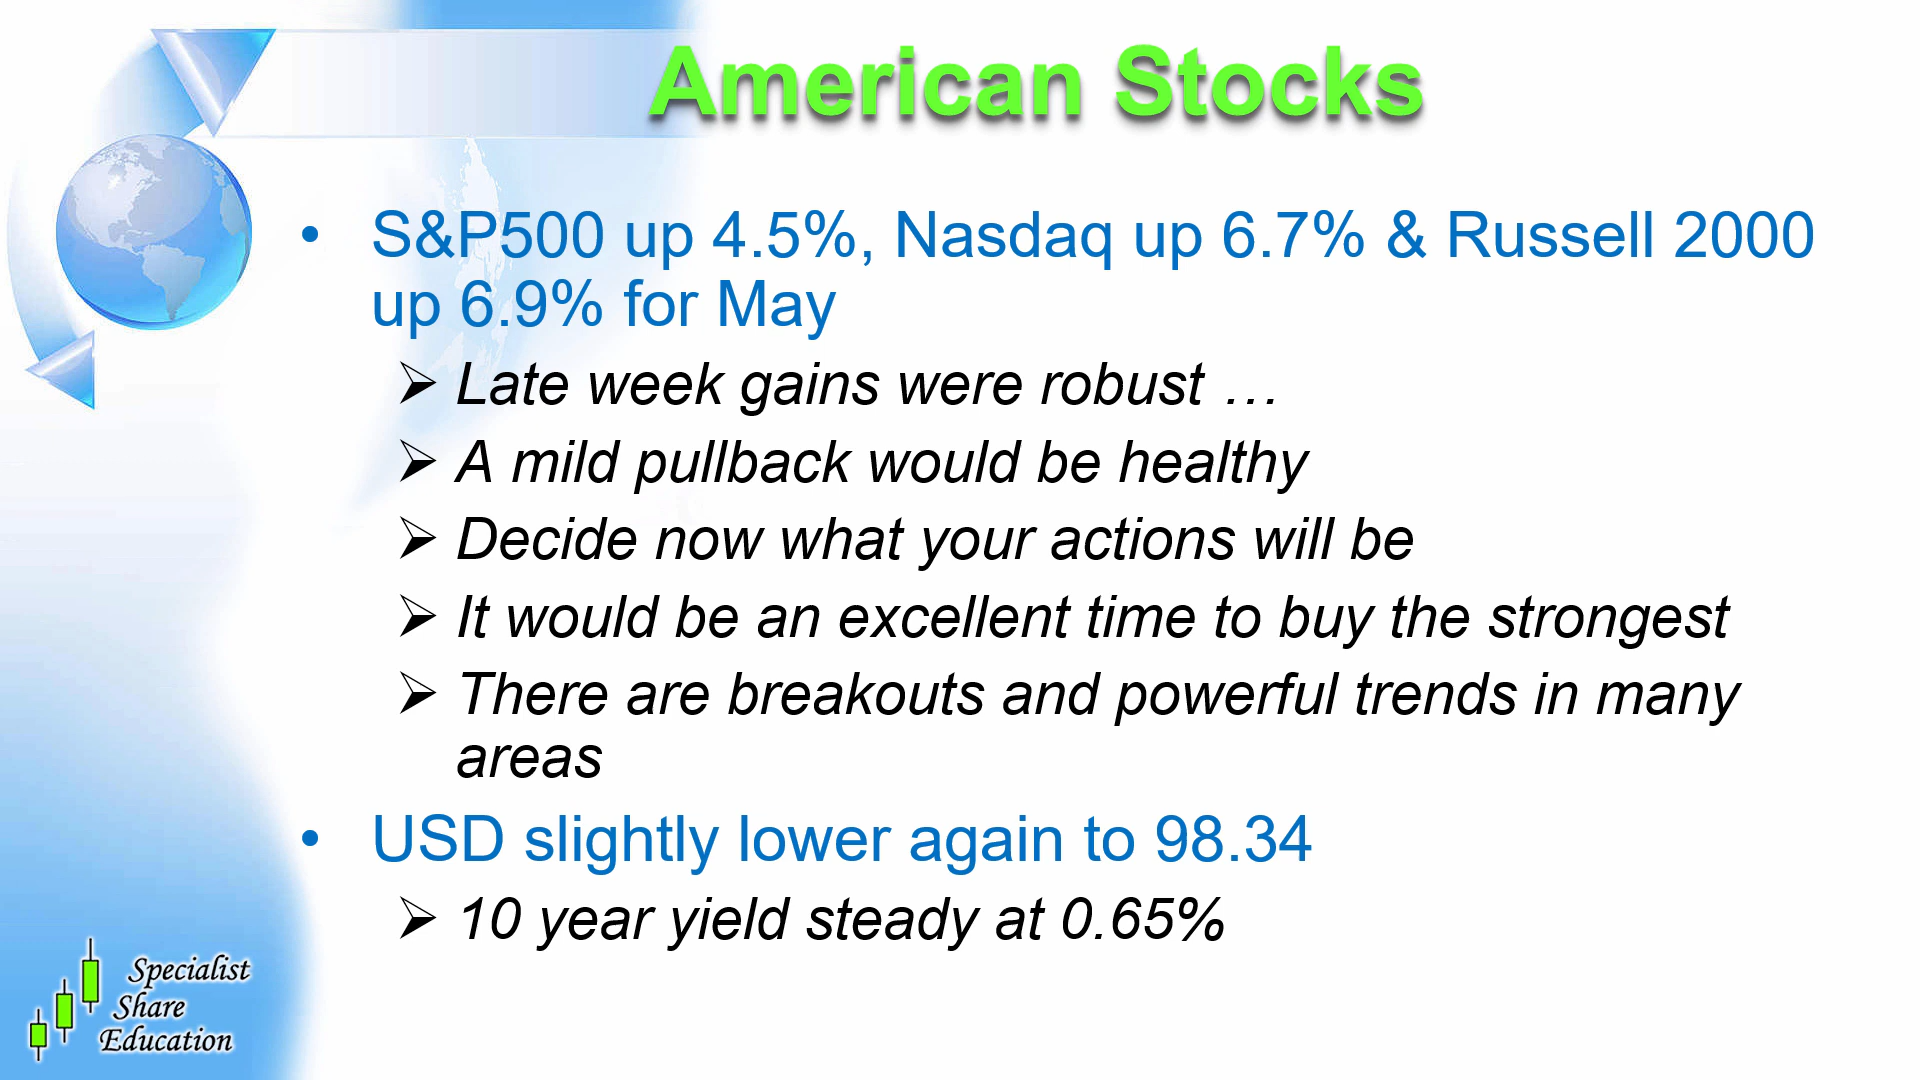 American Stocks
• S&P500 up 4.5%, Nasdaq up 6.7% & Russell 2000
up 6.9% for May
➢ Late week gains were robust …
➢ A mild pullback would be healthy
➢ Decide now what your actions will be
➢ It would be an excellent time to buy the strongest
➢ There are breakouts and powerful trends in many
areas
• USD slightly lower again to 98.34
➢ 10 year yield steady at 0.65%
Specialist
Share
Education